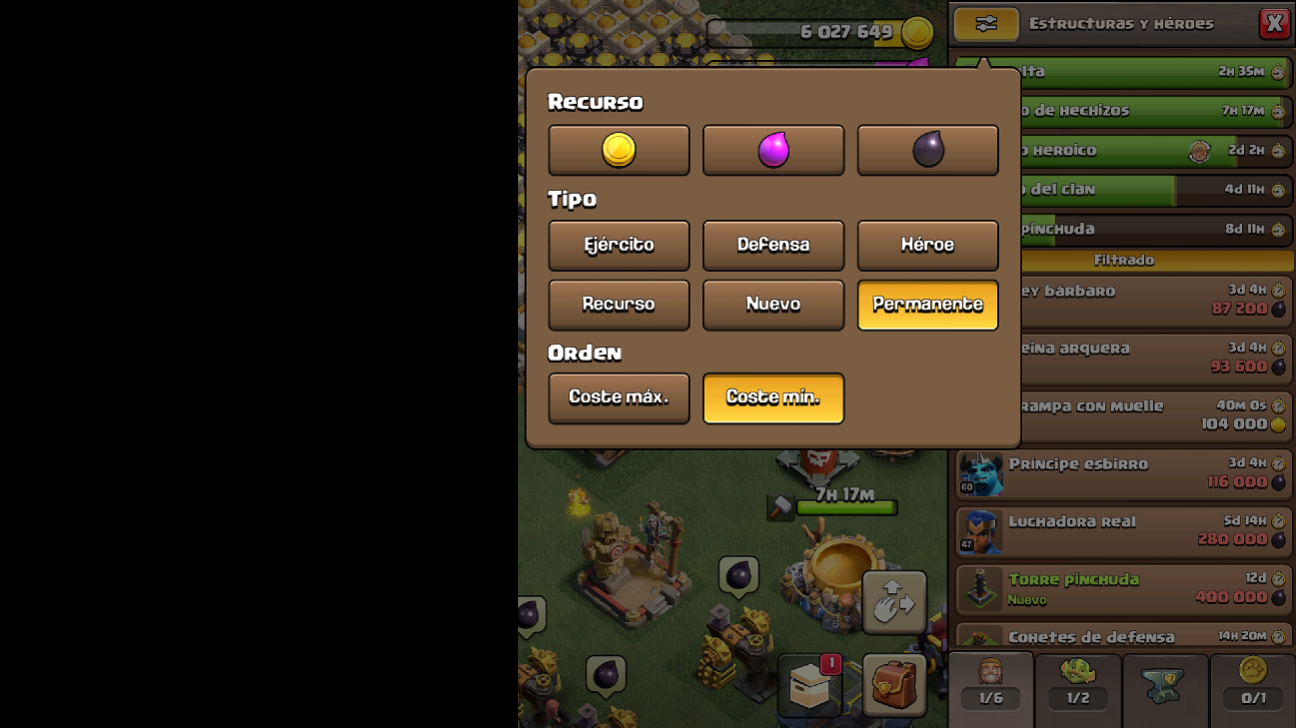 6 027 649
Estructuras y héroes
lta
2h 35m
o de hechizos
7h 17m
o heroico
2d 2h
o del clan
4d 11h
pinchuda
8d 11h
Filtrado
ey bárbaro
3d 4h
87 200
eina arquera
3d 4h
93 600
rampa con muelle
40m 0s
104 000
Príncipe esbirro
3d 4h
60
116 000
Luchadora real
5d 14h
47
280 000
Torre pinchuda
12d
Nuevo
400 000
Cohetes de defensa
14h 20m
Recurso
Tipo
Ejército
Defensa
Héroe
Recurso
Nuevo
Permanente
Orden
Coste máx.
Coste mín.
7h 17m
1
1/6
1/2
0/1